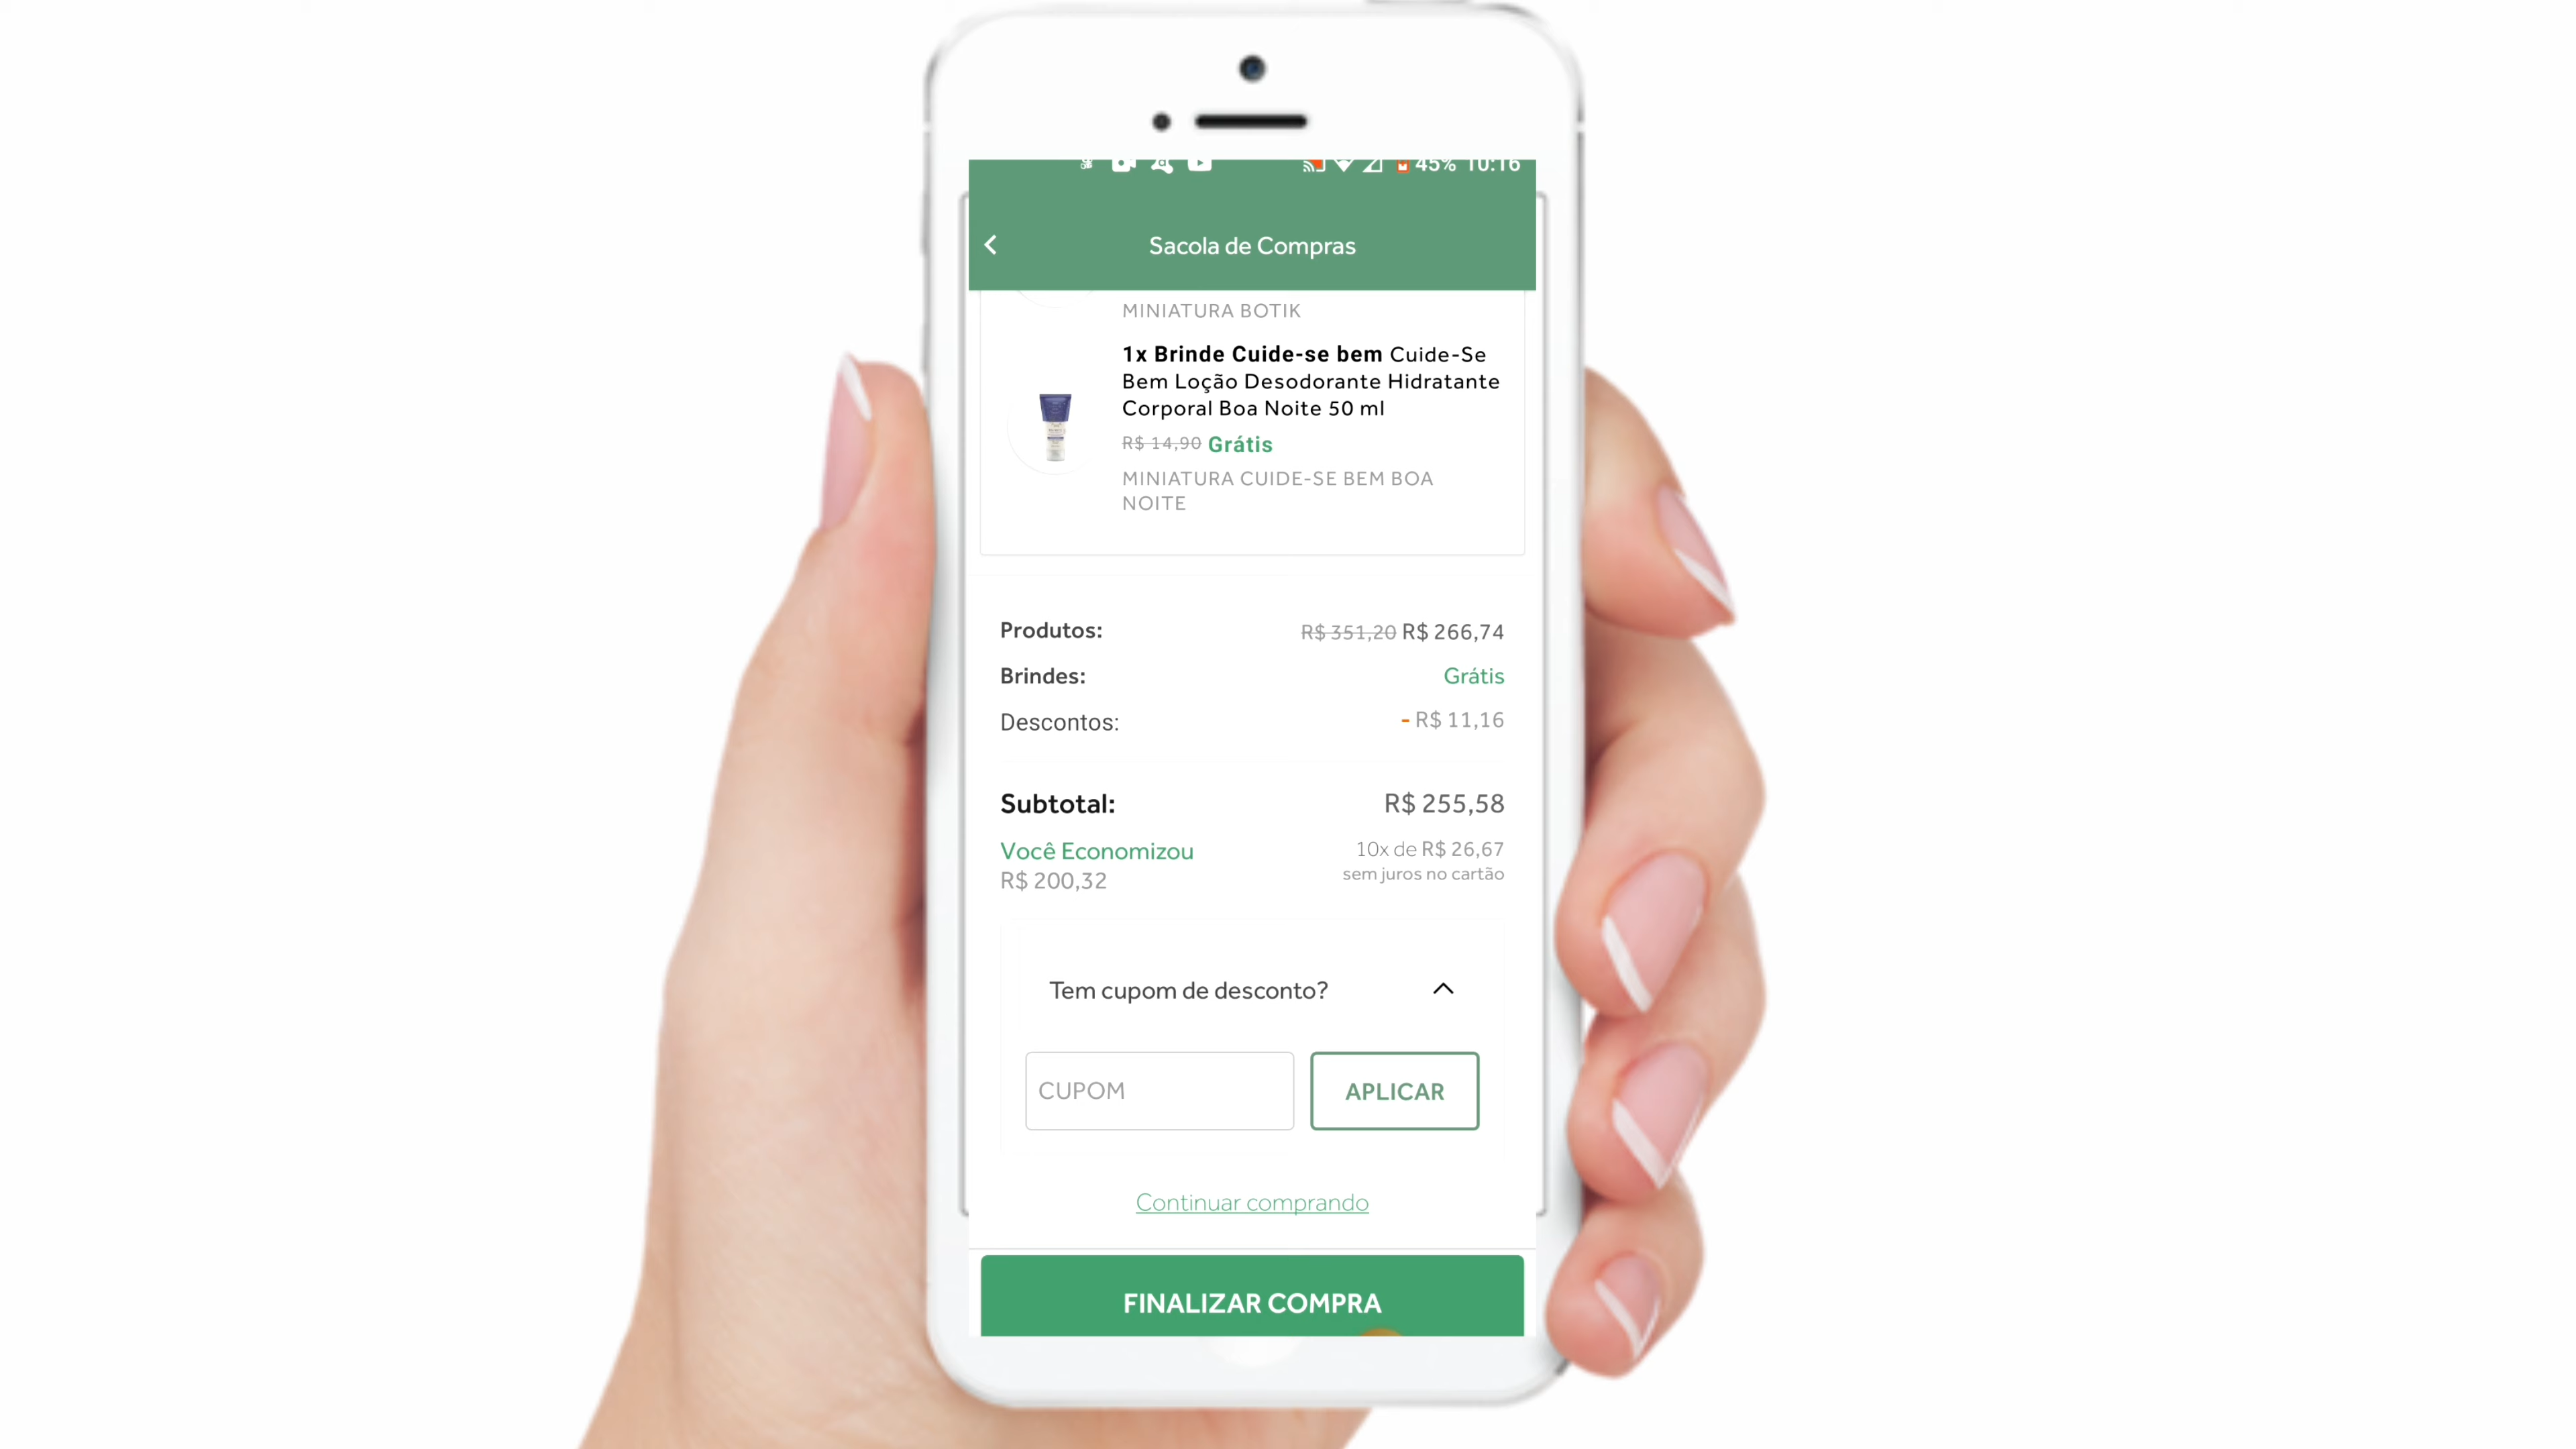 45% 10:16
Sacola de Compras
MINIATURA BOTIK
1x Brinde Cuide-se bem Cuide-Se
Bem Loção Desodorante Hidratante
Corporal Boa Noite 50 ml
R$ 14,90 Grátis
MINIATURA CUIDE-SE BEM BOA
NOITE
Produtos: R$ 351,20 R$ 266,74
Brindes: Grátis
Descontos: - R$ 11,16
Subtotal: R$ 255,58
Você Economizou 10x de R$ 26,67
R$ 200,32 sem juros no cartão
Tem cupom de desconto?
CUPOM APLICAR
Continuar comprando
FINALIZAR COMPRA